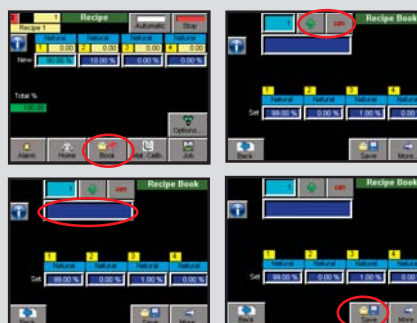 1 Recipe Automatic Stop
Recipe 1
Natural Natural Natural Natural
1 0.00 2 0.00 3 0.00 4 0.00
New 90.00 % 10.00 % 0.00 % 0.00 %
Total %
100.00
Options...
Alarm Home Book Mat. Calib. Job
1 Recipe Book
1 2 3 4
Natural Natural Natural Natural
Set 99.00 % 0.00 % 1.00 % 0.00 %
Back Save More
1 Recipe Book
1 2 3 4
Natural Natural Natural Natural
Set 99.00 % 0.00 % 1.00 % 0.00 %
Back Save More
1 Recipe Book
1 2 3 4
Natural Natural Natural Natural
Set 99.00 % 0.00 % 1.00 % 0.00 %
Back Save More